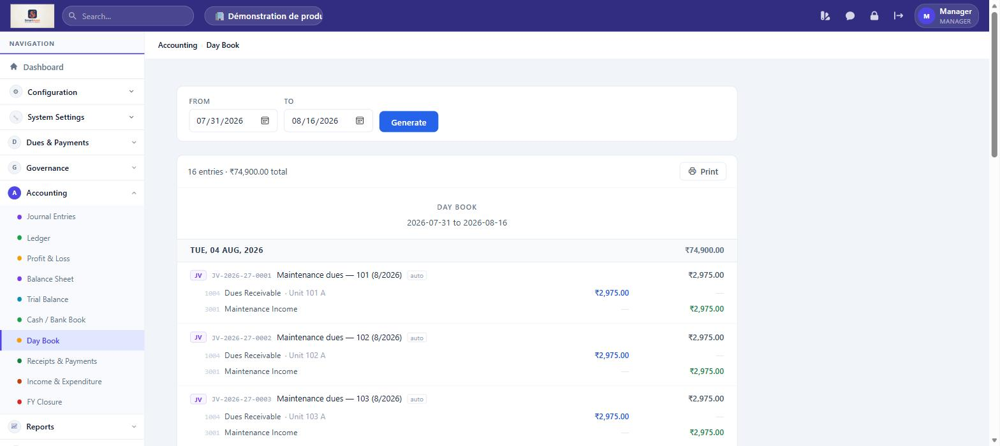 SmartAsset
Search...
Démonstration de produ
Manager
M
MANAGER
NAVIGATION
Accounting Day Book
Dashboard
Configuration
System Settings
D Dues & Payments
G Governance
A Accounting
Journal Entries
Ledger
Profit & Loss
Balance Sheet
Trial Balance
Cash / Bank Book
Day Book
Receipts & Payments
Income & Expenditure
FY Closure
Reports
FROM TO
07/31/2026 08/16/2026 Generate
16 entries · ₹74,900.00 total Print
DAY BOOK
2026-07-31 to 2026-08-16
TUE, 04 AUG, 2026 ₹74,900.00
JV JV-2026-27-0001 Maintenance dues — 101 (8/2026) auto ₹2,975.00
1004 Dues Receivable · Unit 101 A ₹2,975.00 —
3001 Maintenance Income — ₹2,975.00
JV JV-2026-27-0002 Maintenance dues — 102 (8/2026) auto ₹2,975.00
1004 Dues Receivable · Unit 102 A ₹2,975.00 —
3001 Maintenance Income — ₹2,975.00
JV JV-2026-27-0003 Maintenance dues — 103 (8/2026) auto ₹2,975.00
1004 Dues Receivable · Unit 103 A ₹2,975.00 —
3001 Maintenance Income — ₹2,975.00